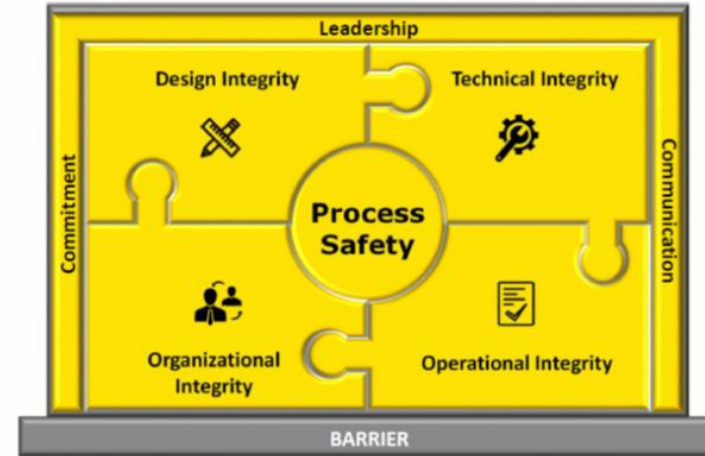 Leadership
Design Integrity
Technical Integrity
Commitment
Process
Safety
Communication
Organizational
Integrity
Operational Integrity
BARRIER